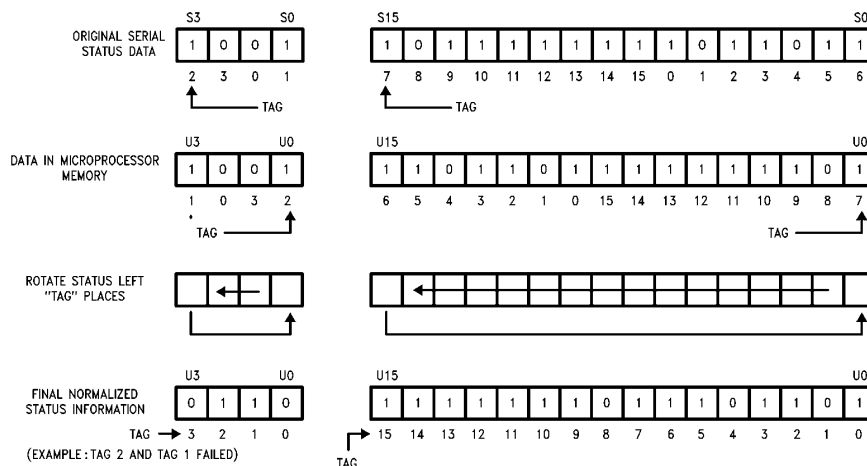 S3 S0 S15 S0
ORIGINAL SERIAL
STATUS DATA
1 0 0 1 1 0 1 1 1 1 1 1 1 1 0 1 1 0 1 1
2 3 0 1 7 8 9 10 11 12 13 14 15 0 1 2 3 4 5 6
TAG TAG
U3 U0 U15 U0
DATA IN MICROPROCESSOR
MEMORY
1 0 0 1 1 1 0 1 1 0 1 1 1 1 1 1 1 1 0 1
1 0 3 2 6 5 4 3 2 1 0 15 14 13 12 11 10 9 8 7
TAG TAG
ROTATE STATUS LEFT
"TAG" PLACES
U3 U0 U15 U0
FINAL NORMALIZED
STATUS INFORMATION
0 1 1 0 1 1 1 1 1 1 1 0 1 1 1 0 1 1 0 1
TAG 3 2 1 0 15 14 13 12 11 10 9 8 7 6 5 4 3 2 1 0
(EXAMPLE: TAG 2 AND TAG 1 FAILED)
TAG